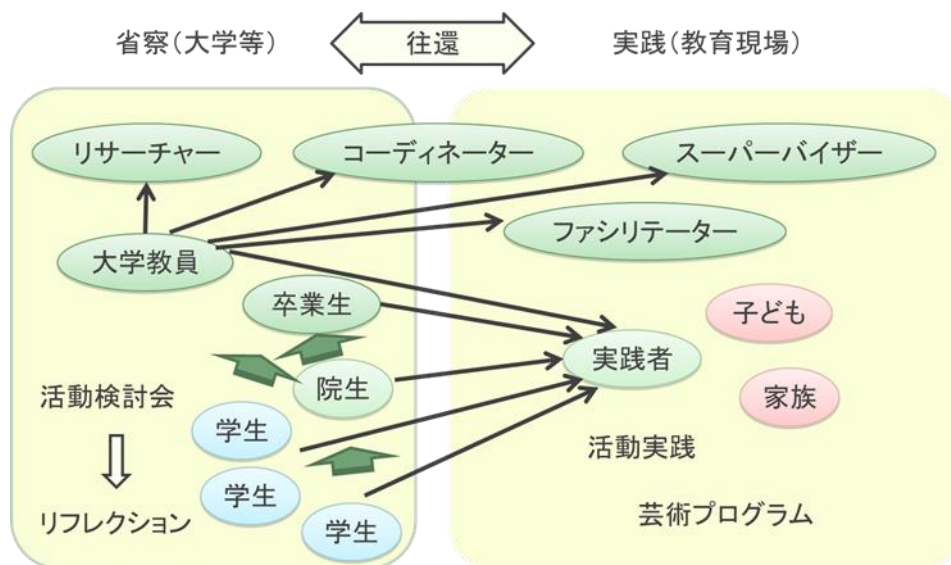 省察(大学等)
往還
実践(教育現場)
リサーチャー
コーディネーター
スーパーバイザー
ファシリテーター
大学教員
卒業生
子ども
実践者
院生
家族
活動検討会
学生
活動実践
学生
リフレクション
学生
芸術プログラム